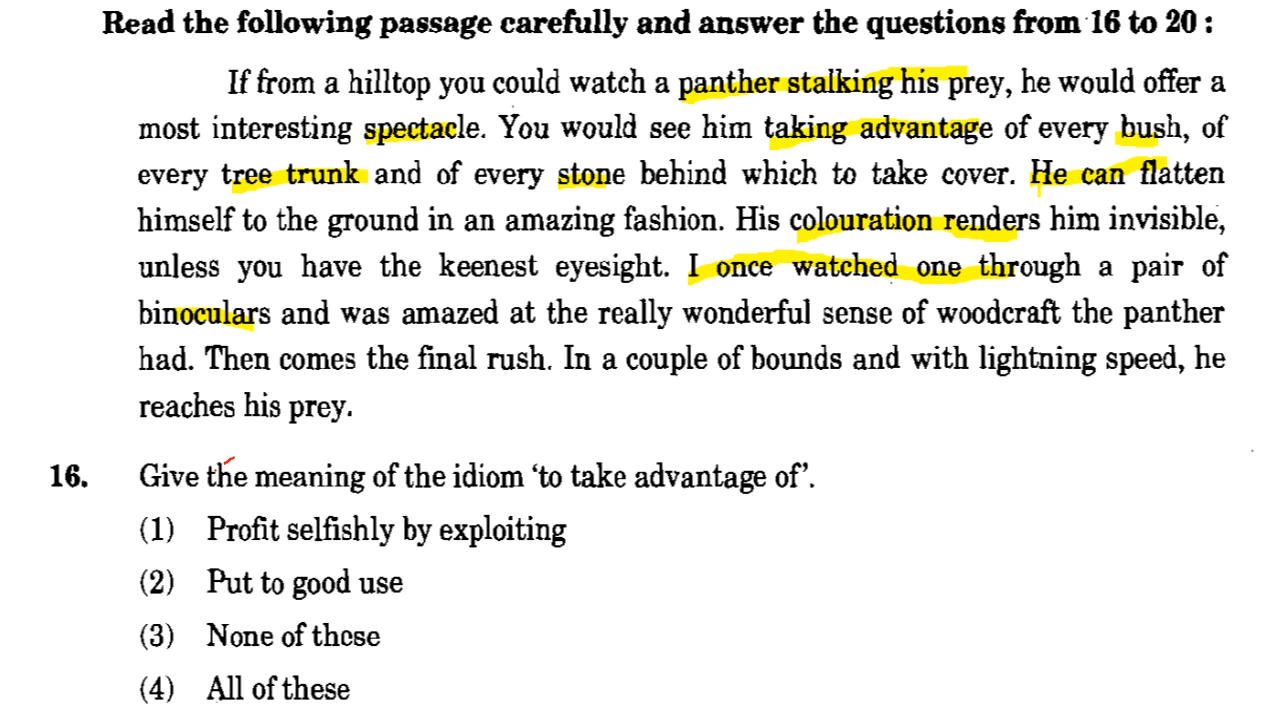 Read the following passage carefully and answer the questions from 16 to 20 :
If from a hilltop you could watch a panther stalking his prey, he would offer a
most interesting spectacle. You would see him taking advantage of every bush, of
every tree trunk and of every stone behind which to take cover. He can flatten
himself to the ground in an amazing fashion. His colouration renders him invisible,
unless you have the keenest eyesight. I once watched one through a pair of
binoculars and was amazed at the really wonderful sense of woodcraft the panther
had. Then comes the final rush. In a couple of bounds and with lightning speed, he
reaches his prey.
16. Give the meaning of the idiom ‘to take advantage of’.
(1) Profit selfishly by exploiting
(2) Put to good use
(3) None of these
(4) All of these